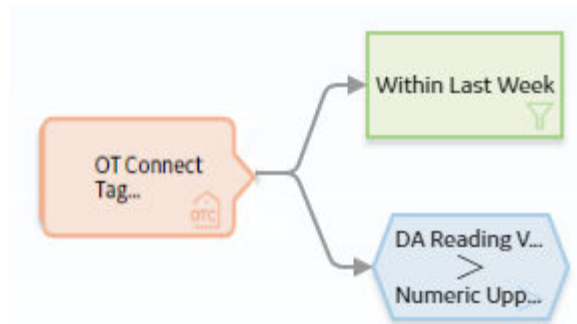 Within Last Week
OT Connect
Tag...
OTC
DA Reading V...
>
Numeric Upp...